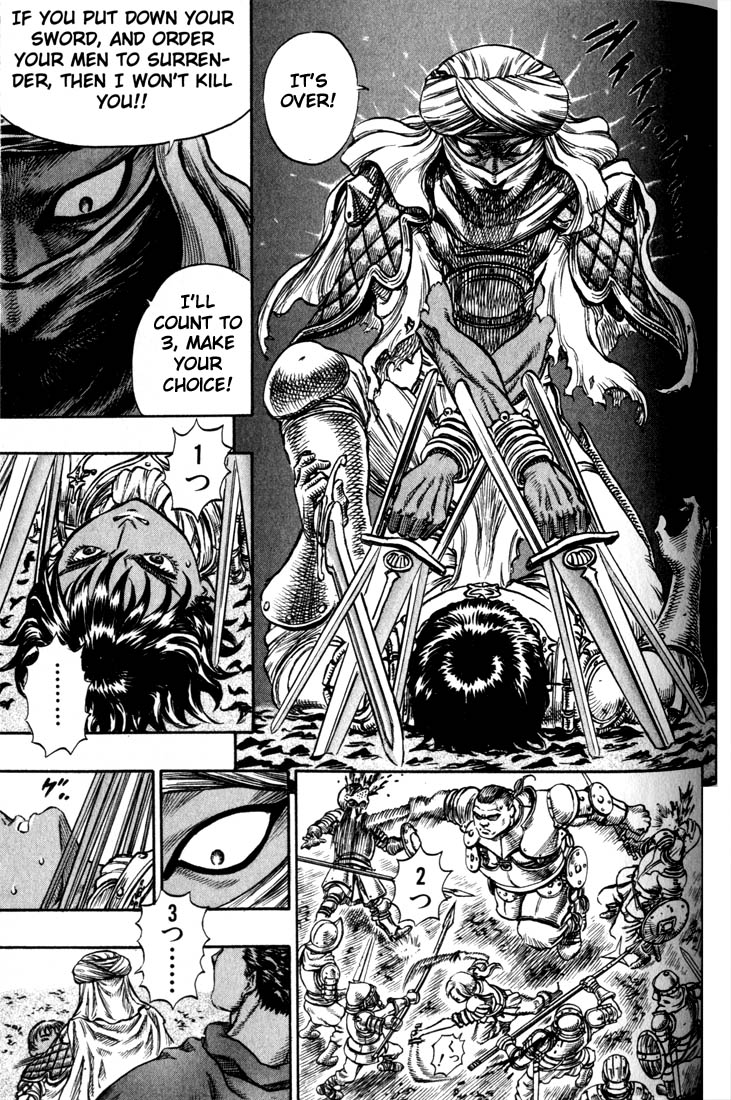 IT'S
OVER!
IF YOU PUT DOWN YOUR
SWORD, AND ORDER
YOUR MEN TO SURREN-
DER, THEN I WON'T KILL
YOU!!
I'LL
COUNT TO
3, MAKE
YOUR
CHOICE!
1つ
……
2つ
3つ……